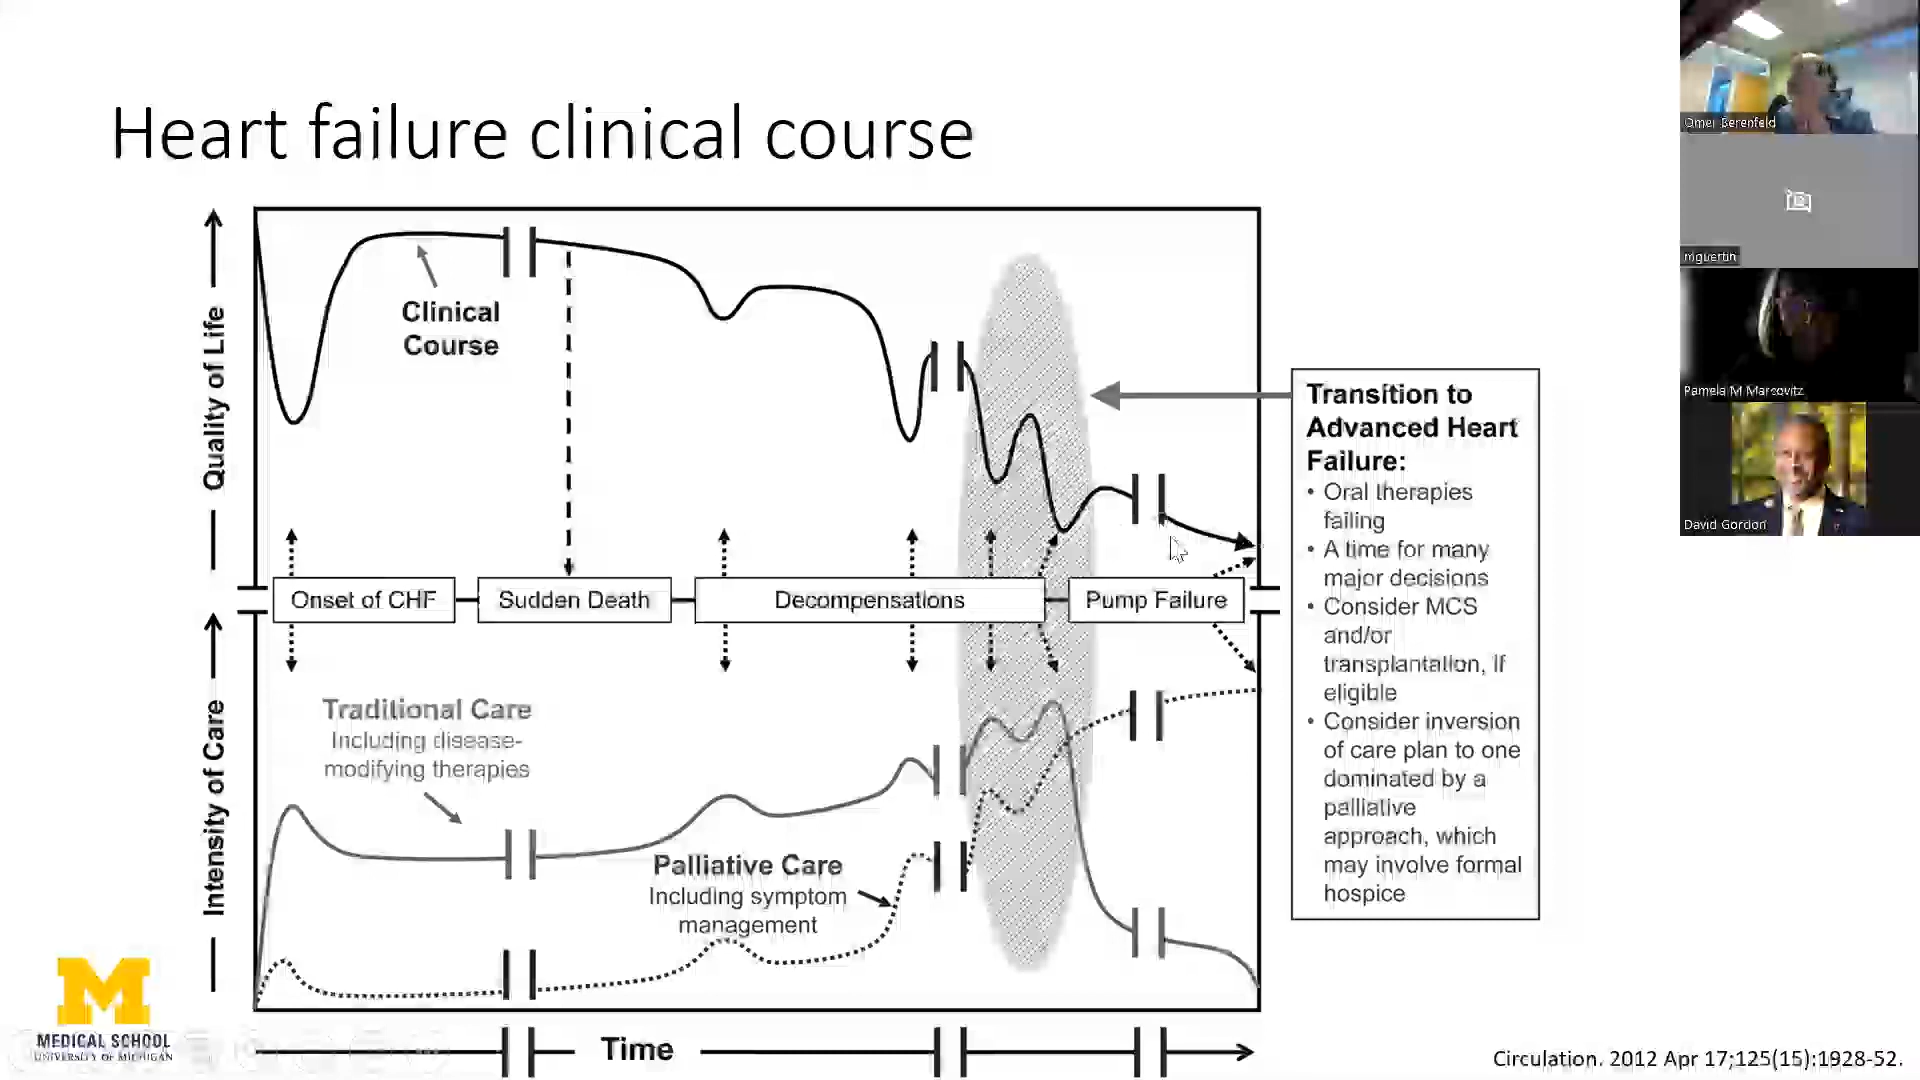 Heart failure clinical course
Quality of Life
Clinical
Course
Onset of CHF
Sudden Death
Decompensations
Pump Failure
Intensity of Care
Traditional Care
Including disease-
modifying therapies
Palliative Care
Including symptom
management
Time
Transition to
Advanced Heart
Failure:
• Oral therapies
failing
• A time for many
major decisions
• Consider MCS
and/or
transplantation, if
eligible
• Consider inversion
of care plan to one
dominated by a
palliative
approach, which
may involve formal
hospice
M
MEDICAL SCHOOL
UNIVERSITY OF MICHIGAN
Circulation. 2012 Apr 17;125(15):1928-52.
Omer Berenfeld
mguertin
Pamela M Marcovitz
David Gordon